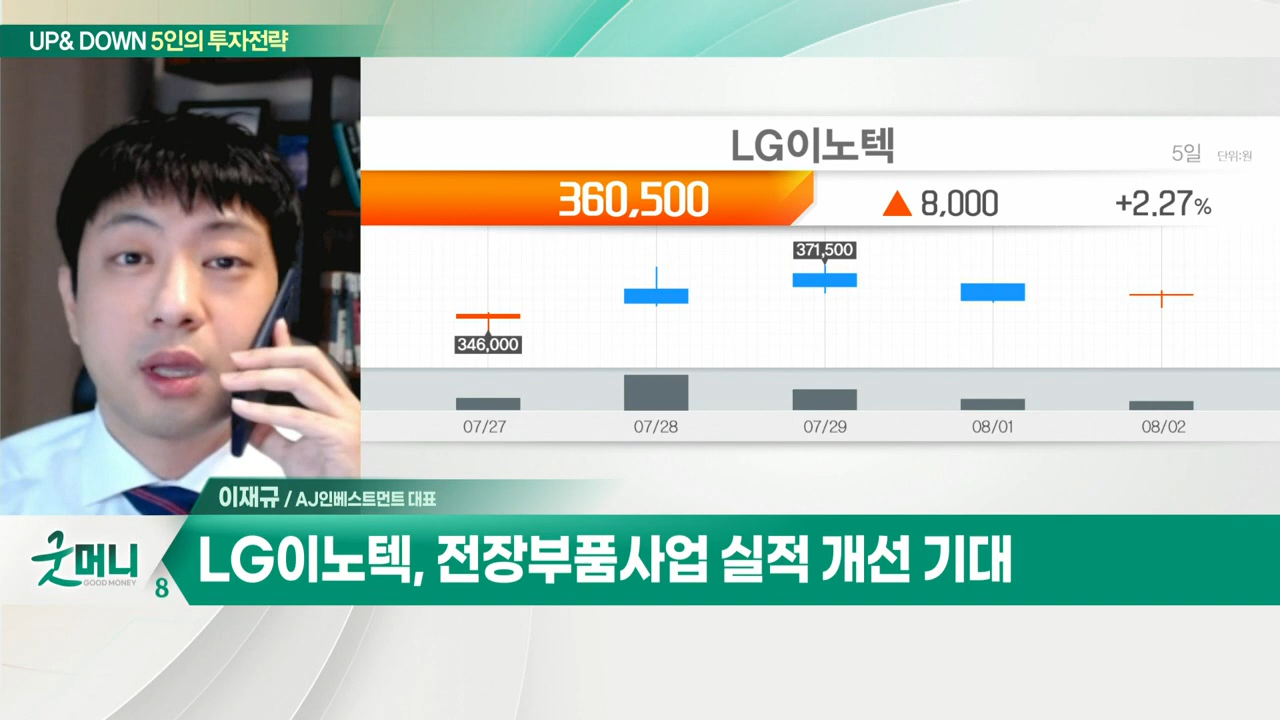 UP& DOWN 5인의 투자전략
LG이노텍
5일 단위:원
360,500 ▲ 8,000 +2.27%
371,500
346,000
07/27 07/28 07/29 08/01 08/02
이재규 / AJ인베스트먼트 대표
굿머니
GOOD MONEY
8
LG이노텍, 전장부품사업 실적 개선 기대